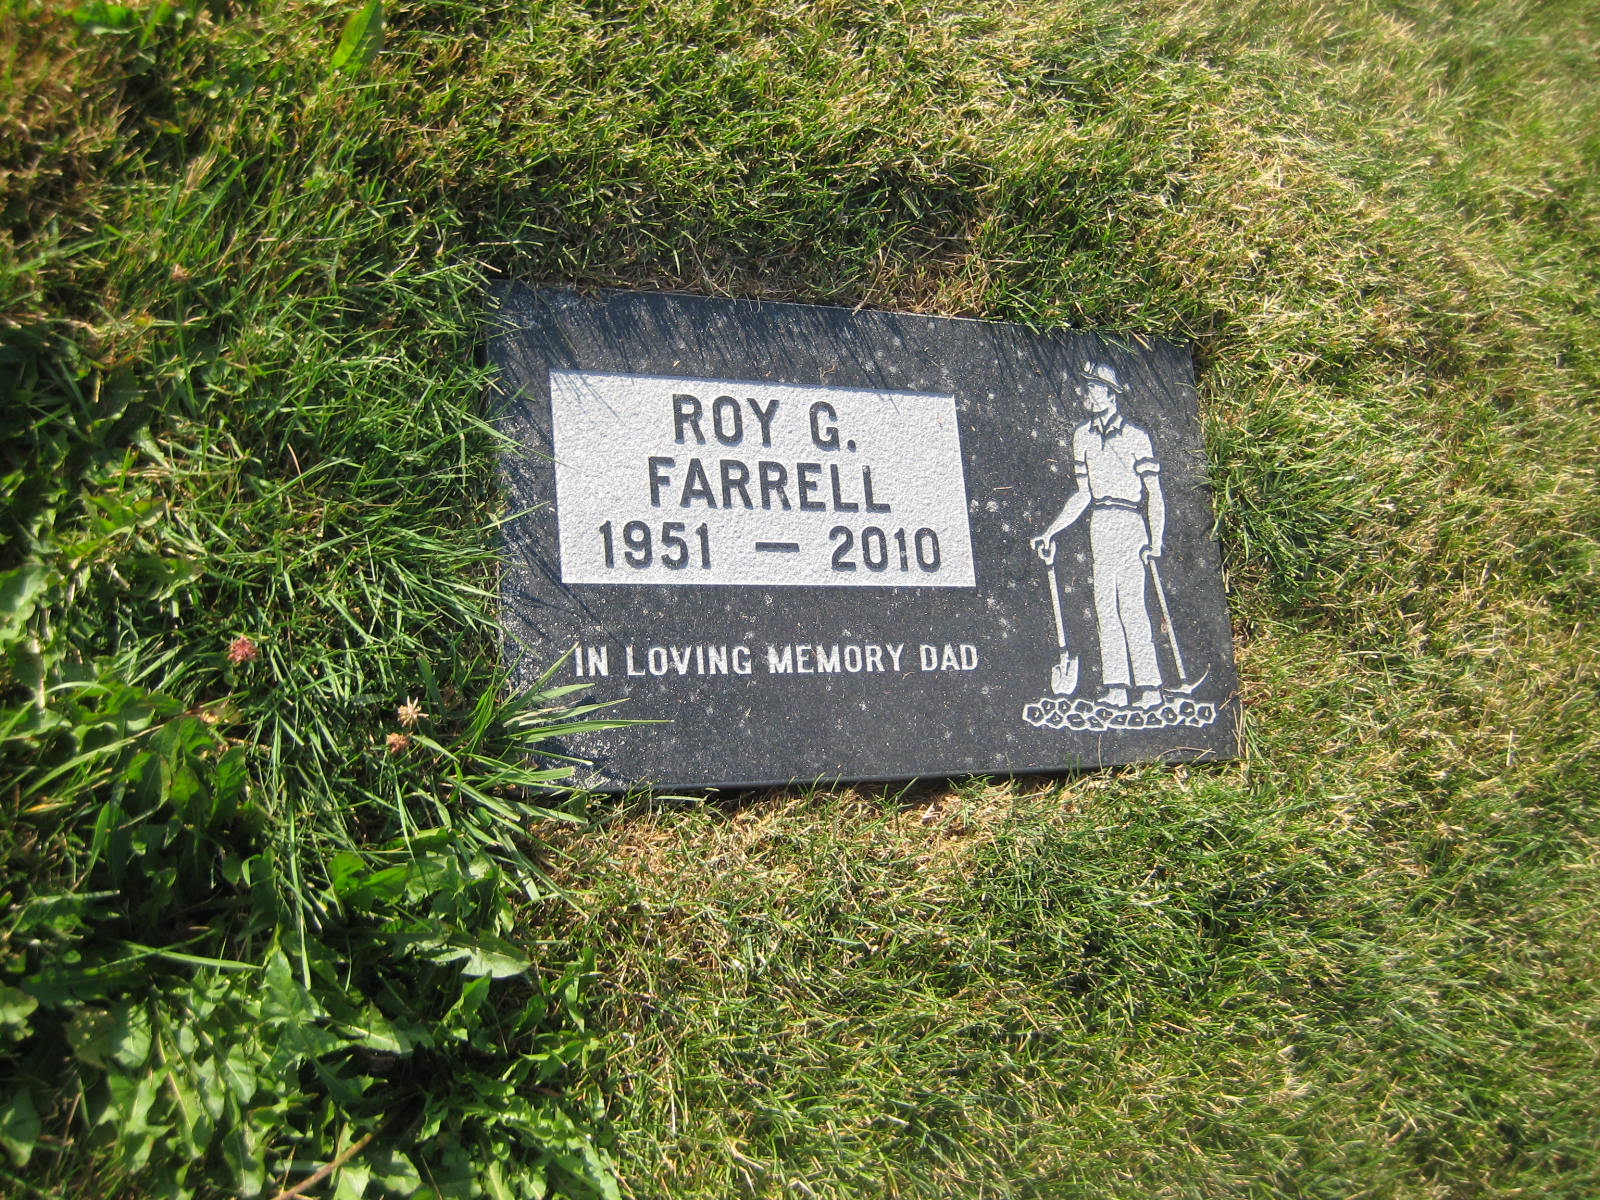 ROY G.
FARRELL
1951 — 2010
IN LOVING MEMORY DAD